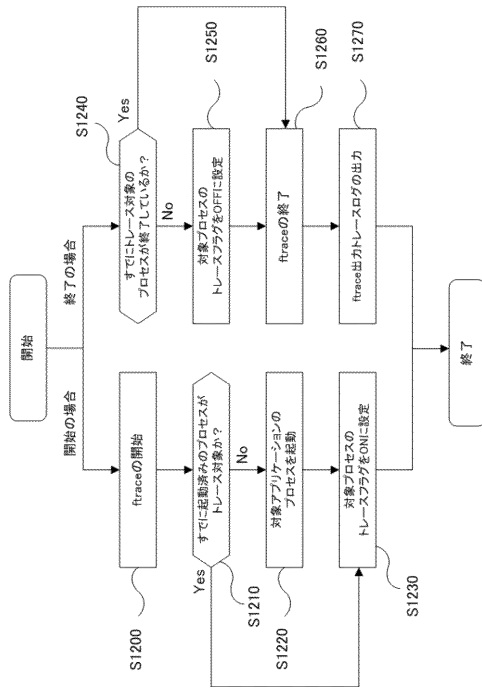 開始
開始の場合
終了の場合
ftraceの開始
S1200
すでに起動済みのプロセスが
トレース対象か？
S1210
Yes
No
対象アプリケーションの
プロセスを起動
S1220
対象プロセスの
トレースフラグをONに設定
S1230
すでにトレース対象の
プロセスが終了しているか？
S1240
Yes
No
対象プロセスの
トレースフラグをOFFに設定
S1250
ftraceの終了
S1260
ftrace出力トレースログの出力
S1270
終了